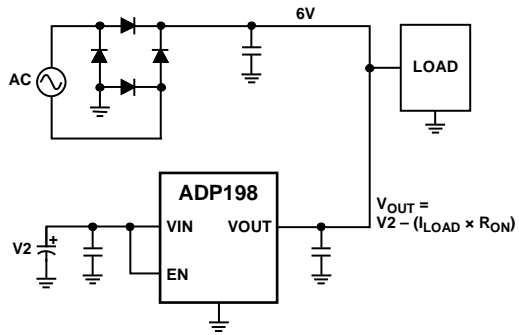 6V
AC
LOAD
ADP198
VIN
VOUT
EN
V2
+
VOUT =
V2 – (ILOAD × RON)